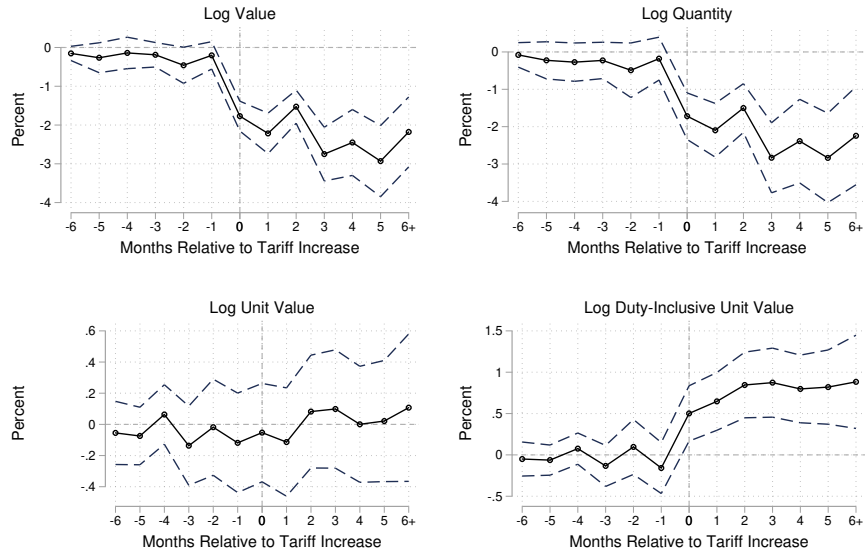 Log Value
Percent
0
-1
-2
-3
-4
-6 -5 -4 -3 -2 -1 0 1 2 3 4 5 6+
Months Relative to Tariff Increase
Log Quantity
Percent
0
-1
-2
-3
-4
-6 -5 -4 -3 -2 -1 0 1 2 3 4 5 6+
Months Relative to Tariff Increase
Log Unit Value
Percent
.6
.4
.2
0
-.2
-.4
-6 -5 -4 -3 -2 -1 0 1 2 3 4 5 6+
Months Relative to Tariff Increase
Log Duty-Inclusive Unit Value
Percent
1.5
1
.5
0
-.5
-6 -5 -4 -3 -2 -1 0 1 2 3 4 5 6+
Months Relative to Tariff Increase